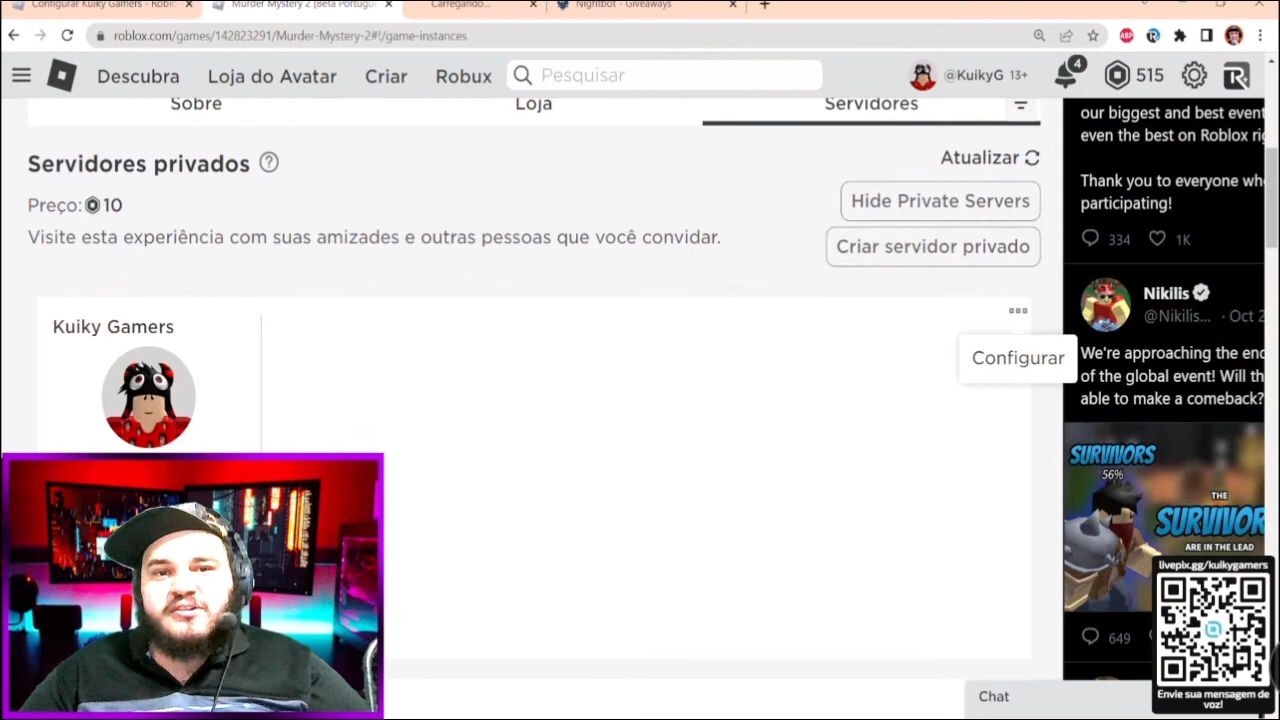 Configurar Kuiky Gamers - Roblo
Murder Mystery 2 [Beta Portugu
Carregando...
Nightbot - Giveaways
roblox.com/games/142823291/Murder-Mystery-2#!/game-instances
ABP
Descubra
Loja do Avatar
Criar
Robux
Pesquisar
@KuikyG 13+
4
515
Sobre
Loja
Servidores
Servidores privados
Atualizar
Preço: 10
Hide Private Servers
Visite esta experiência com suas amizades e outras pessoas que você convidar.
Criar servidor privado
Kuiky Gamers
Configurar
our biggest and best event
even the best on Roblox rig
Thank you to everyone who
participating!
334
1K
Nikilis
@Nikilis... · Oct 2
We're approaching the end
of the global event! Will th
able to make a comeback?
SURVIVORS
56%
THE
SURVIVOR
ARE IN THE LEAD
649
livepix.gg/kuikygamers
Envie sua mensagem de
voz!
Chat